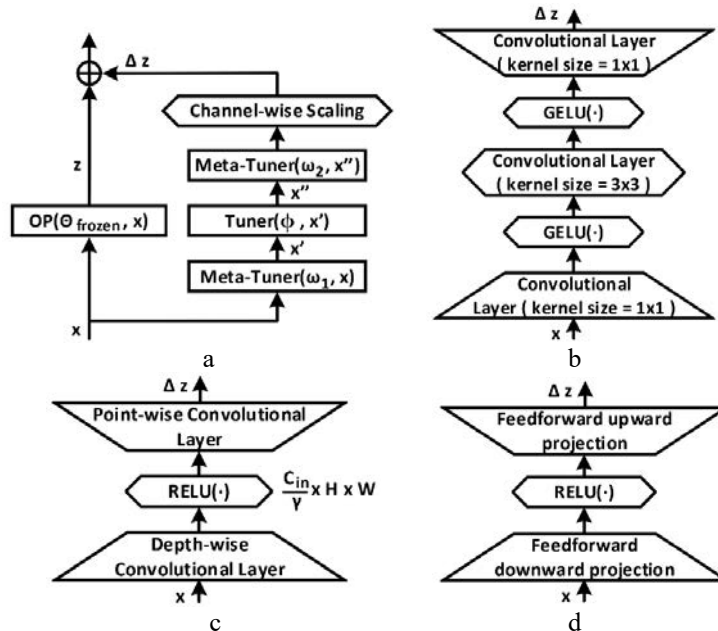 Δ z
Channel-wise Scaling
z
Meta-Tuner(ω₂, x'')
x''
OP(Θ frozen, x)
Tuner(ϕ, x')
x'
Meta-Tuner(ω₁, x)
x
a
Δ z
Convolutional Layer
( kernel size = 1x1)
GELU(·)
Convolutional Layer
( kernel size = 3x3)
GELU(·)
Convolutional
Layer ( kernel size = 1x1)
x
b
Δ z
Point-wise Convolutional
Layer
RELU(·)
C_in/γ x H x W
Depth-wise
Convolutional Layer
x
c
Δ z
Feedforward upward
projection
RELU(·)
Feedforward
downward projection
x
d